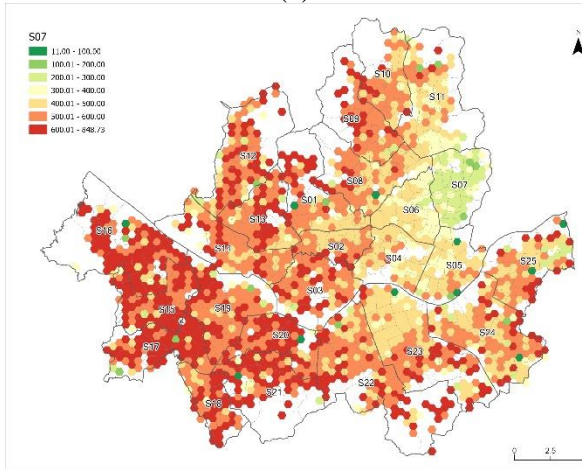 S07
11.00 - 100.00
100.01 - 200.00
200.01 - 300.00
300.01 - 400.00
400.01 - 500.00
500.01 - 600.00
600.01 - 848.73
S10
S11
S09
S12
S08
S07
S01
S06
S13
S16
S14
S02
S04
S05
S25
S03
S15
S19
S20
S24
S17
S23
S22
S21
S18
0 2.5